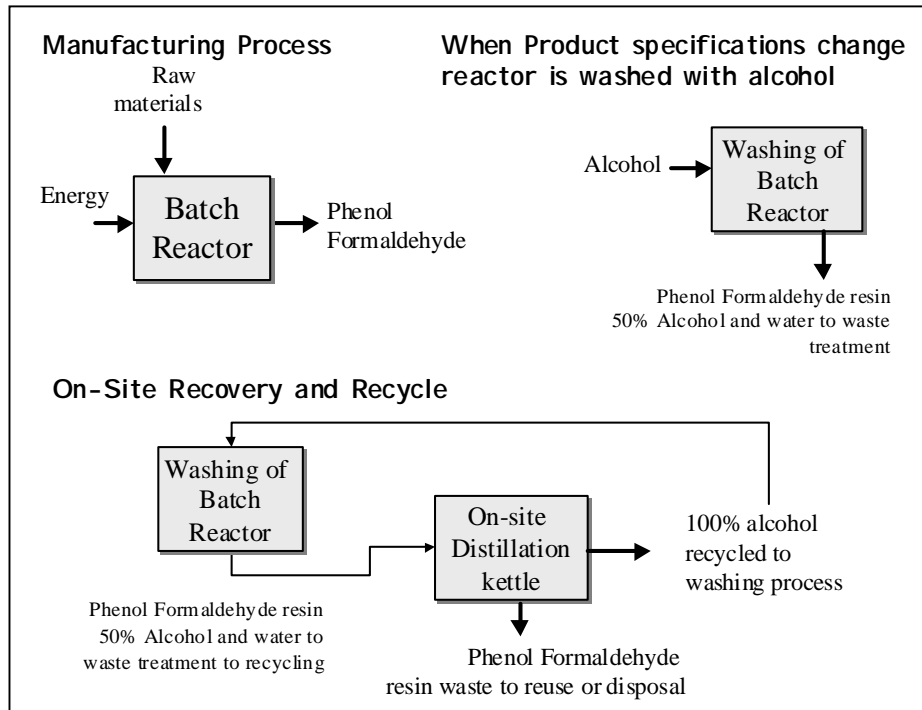 Manufacturing Process
Raw
materials
Energy
Batch
Reactor
Phenol
Formaldehyde
When Product specifications change
reactor is washed with alcohol
Alcohol
Washing of
Batch
Reactor
Phenol Formaldehyde resin
50% Alcohol and water to waste
treatment
On-Site Recovery and Recycle
Washing of
Batch
Reactor
Phenol Formaldehyde resin
50% Alcohol and water to
waste treatment to recycling
On-site
Distillation
kettle
100% alcohol
recycled to
washing process
Phenol Formaldehyde
resin waste to reuse or disposal